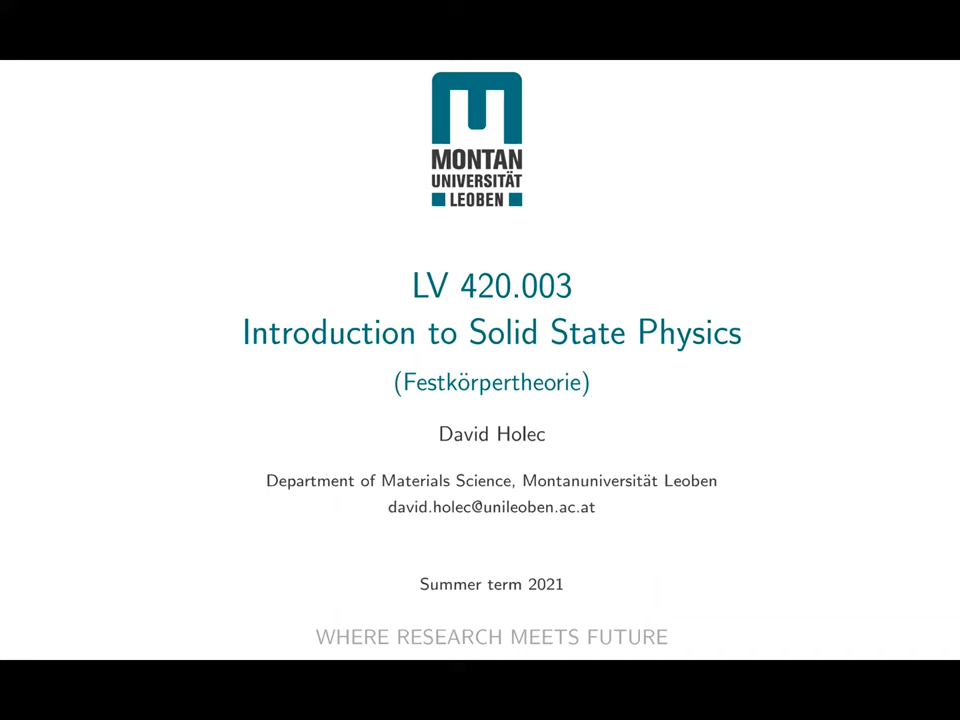 MONTAN
UNIVERSITÄT
LEOBEN
LV 420.003
Introduction to Solid State Physics
(Festkörpertheorie)
David Holec
Department of Materials Science, Montanuniversität Leoben
david.holec@unileoben.ac.at
Summer term 2021
WHERE RESEARCH MEETS FUTURE